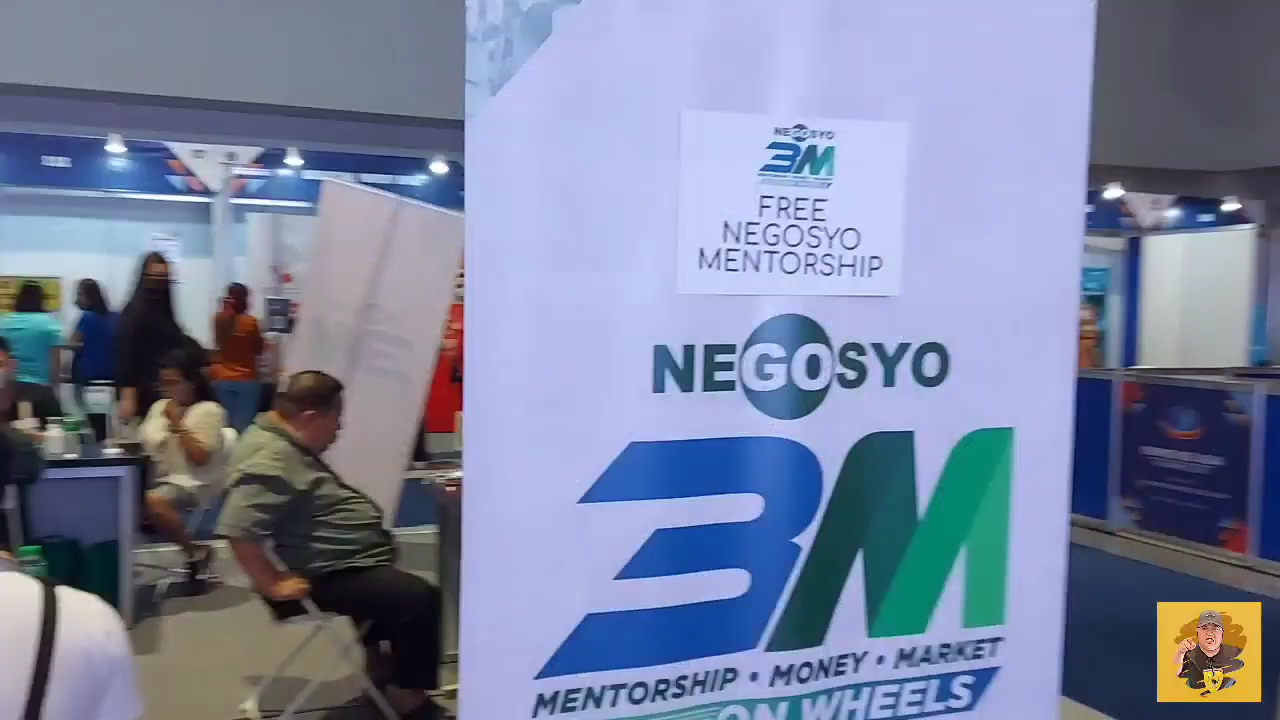 NEGOSYO
3M
FREE
NEGOSYO
MENTORSHIP
NEGOSYO
3M
MENTORSHIP • MONEY • MARKET
ON WHEELS